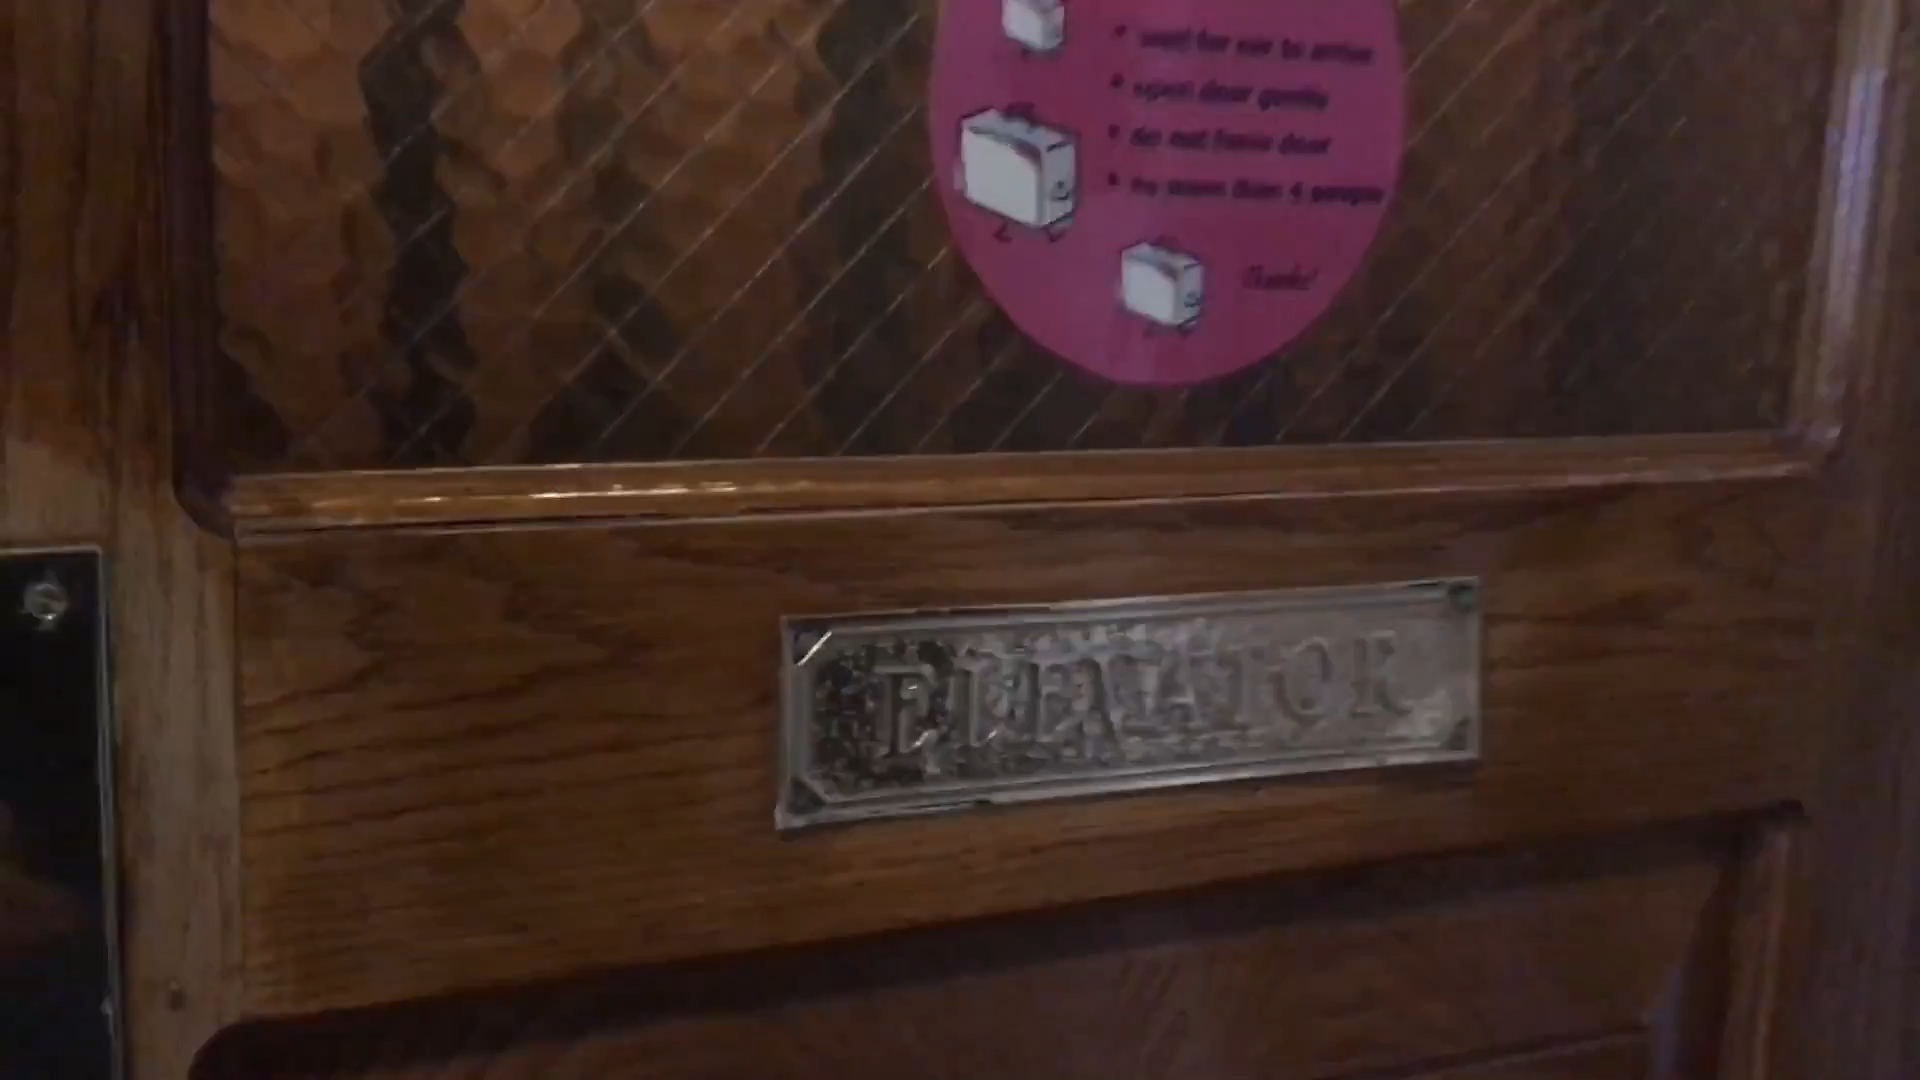 • wait for car to arrive
• open door gently
• do not force door
• no more than 4 people
Thanks!
ELEVATOR